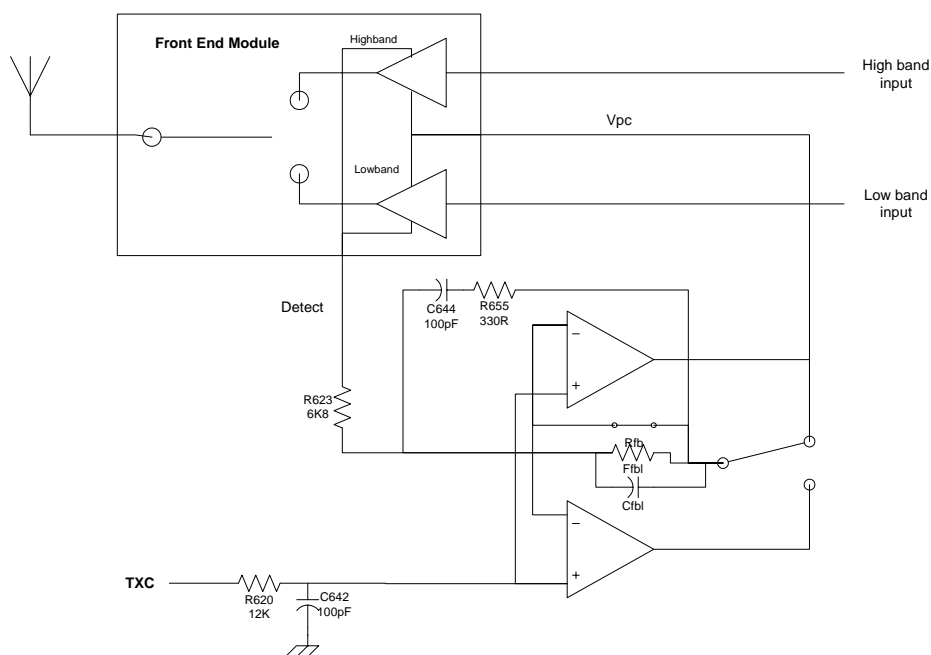 Front End Module
Highband
High band
input
Vpc
Lowband
Low band
input
Detect
C644
100pF
R655
330R
−
+
R623
6K8
Rfb
Ffbl
Cfbl
−
+
TXC
R620
12K
C642
100pF